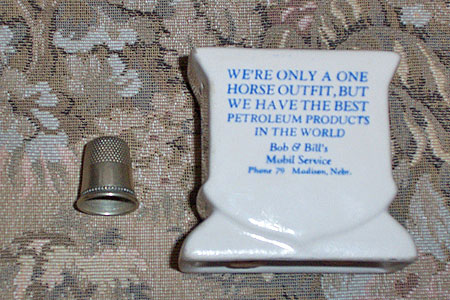 WE'RE ONLY A ONE
HORSE OUTFIT, BUT
WE HAVE THE BEST
PETROLEUM PRODUCTS
IN THE WORLD
Bob & Bill's
Mobil Service
Phone 79 Madison, Nebr.